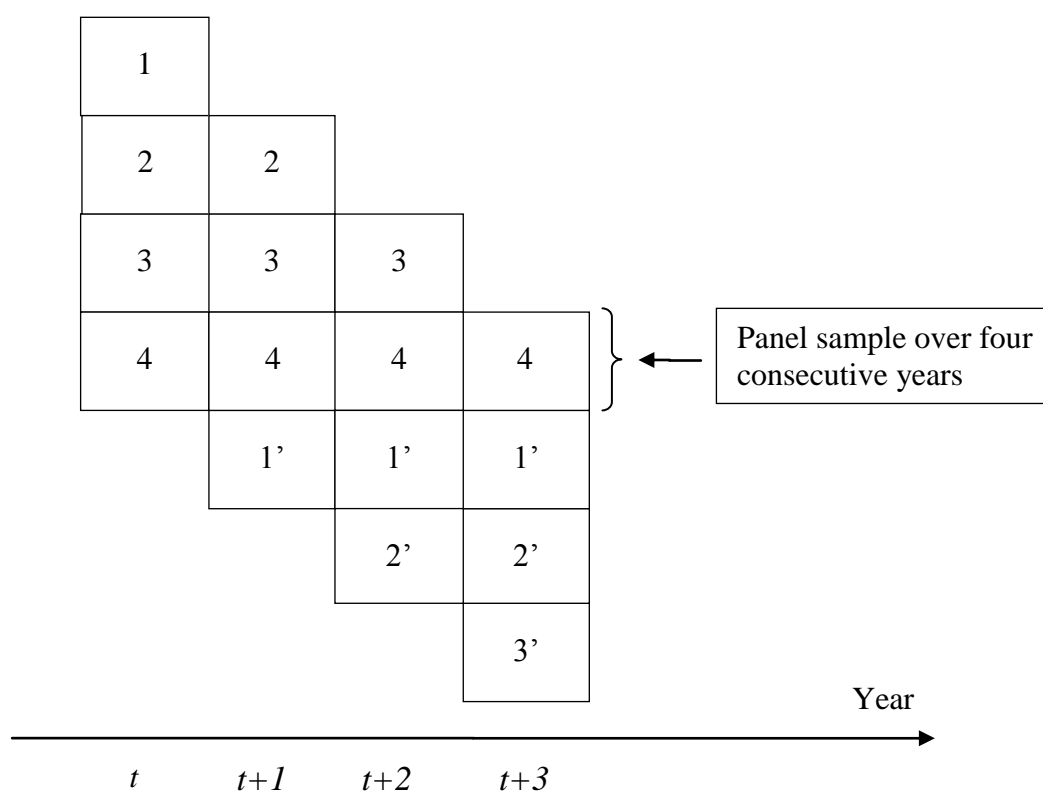 1
2 2
3 3 3
4 4 4 4
Panel sample over four
consecutive years
1’ 1’ 1’
2’ 2’
3’
Year
t t+1 t+2 t+3